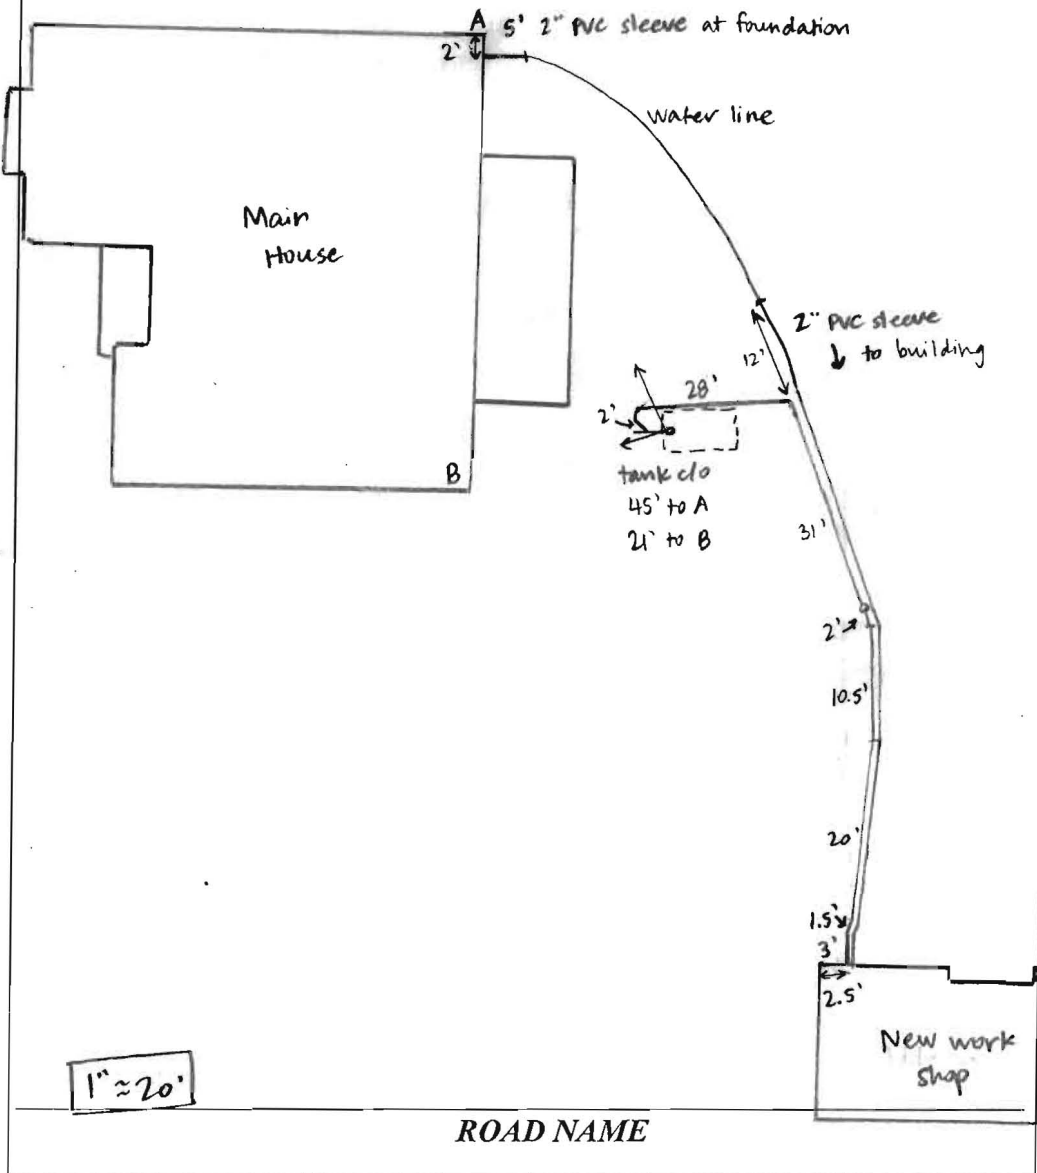 A 5' 2" PVC sleeve at foundation
2'
water line
Main
House
2" PVC sleeve
↓ to building
12'
28'
2'
tank c/o
45' to A
21' to B
B
31'
2'
10.5'
20'
1.5'
3'
2.5'
New work
shop
1" ≈ 20'
ROAD NAME